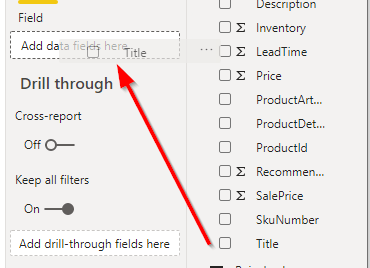 Field
Add data fields here
Title
...
Drill through
Cross-report
Off
Keep all filters
On
Add drill-through fields here
Description
Σ Inventory
Σ LeadTime
Σ Price
ProductArt...
ProductDet...
ProductId
Σ Recommen...
Σ SalePrice
SkuNumber
Title